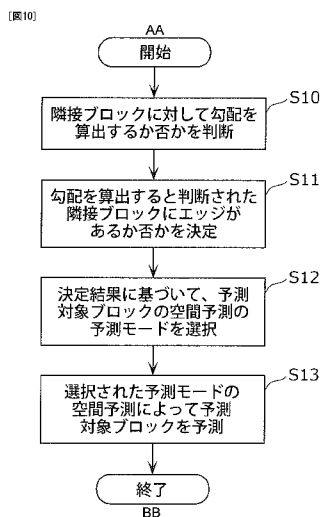 [図10]
AA
開始
隣接ブロックに対して勾配を
算出するか否かを判断
S10
勾配を算出すると判断された
隣接ブロックにエッジが
あるか否かを決定
S11
決定結果に基づいて、予測
対象ブロックの空間予測の
予測モードを選択
S12
選択された予測モードの
空間予測によって予測
対象ブロックを予測
S13
終了
BB